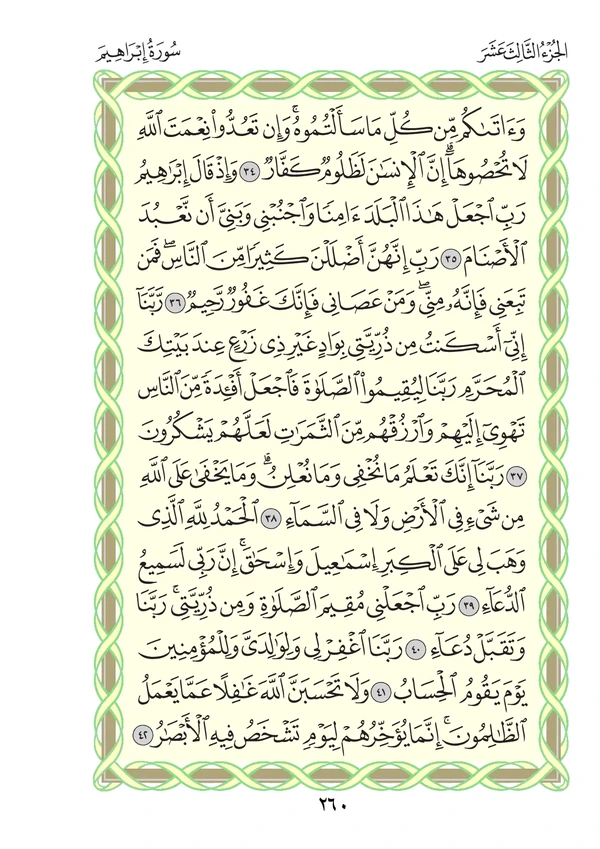 الجُزْءُ الثَّالِثَ عَشَرَ
سُورَةُ إِبْرَاهِيمَ
وَءَاتَىٰكُم مِّن كُلِّ مَا سَأَلْتُمُوهُۚ وَإِن تَعُدُّوا۟ نِعْمَتَ ٱللَّهِ
لَا تُحْصُوهَآۗ إِنَّ ٱلْإِنسَٰنَ لَظَلُومٌ كَفَّارٌ ٣٤ وَإِذْ قَالَ إِبْرَٰهِيمُ
رَبِّ ٱجْعَلْ هَٰذَا ٱلْبَلَدَ ءَامِنًا وَٱجْنُبْنِى وَبَنِىَّ أَن نَّعْبُدَ
ٱلْأَصْنَامَ ٣٥ رَبِّ إِنَّهُنَّ أَضْلَلْنَ كَثِيرًا مِّنَ ٱلنَّاسِۖ فَمَن
تَبِعَنِى فَإِنَّهُۥ مِنِّىۖ وَمَنْ عَصَانِى فَإِنَّكَ غَفُورٌ رَّحِيمٌ ٣٦ رَّبَّنَآ
إِنِّىٓ أَسْكَنتُ مِن ذُرِّيَّتِى بِوَادٍ غَيْرِ ذِى زَرْعٍ عِندَ بَيْتِكَ
ٱلْمُحَرَّمِ رَبَّنَا لِيُقِيمُوا۟ ٱلصَّلَوٰةَ فَٱجْعَلْ أَفْـِٔدَةً مِّنَ ٱلنَّاسِ
تَهْوِىٓ إِلَيْهِمْ وَٱرْزُقْهُم مِّنَ ٱلثَّمَرَٰتِ لَعَلَّهُمْ يَشْكُرُونَ
٣٧ رَبَّنَآ إِنَّكَ تَعْلَمُ مَا نُخْفِى وَمَا نُعْلِنُۗ وَمَا يَخْفَىٰ عَلَى ٱللَّهِ
مِن شَىْءٍ فِى ٱلْأَرْضِ وَلَا فِى ٱلسَّمَآءِ ٣٨ ٱلْحَمْدُ لِلَّهِ ٱلَّذِى
وَهَبَ لِى عَلَى ٱلْكِبَرِ إِسْمَٰعِيلَ وَإِسْحَٰقَۚ إِنَّ رَبِّى لَسَمِيعُ
ٱلدُّعَآءِ ٣٩ رَبِّ ٱجْعَلْنِى مُقِيمَ ٱلصَّلَوٰةِ وَمِن ذُرِّيَّتِىۚ رَبَّنَا
وَتَقَبَّلْ دُعَآءِ ٤٠ رَبَّنَا ٱغْفِرْ لِى وَلِوَٰلِدَىَّ وَلِلْمُؤْمِنِينَ
يَوْمَ يَقُومُ ٱلْحِسَابُ ٤١ وَلَا تَحْسَبَنَّ ٱللَّهَ غَٰفِلًا عَمَّا يَعْمَلُ
ٱلظَّٰلِمُونَۚ إِنَّمَا يُؤَخِّرُهُمْ لِيَوْمٍ تَشْخَصُ فِيهِ ٱلْأَبْصَٰرُ ٤٢
٢٦٠